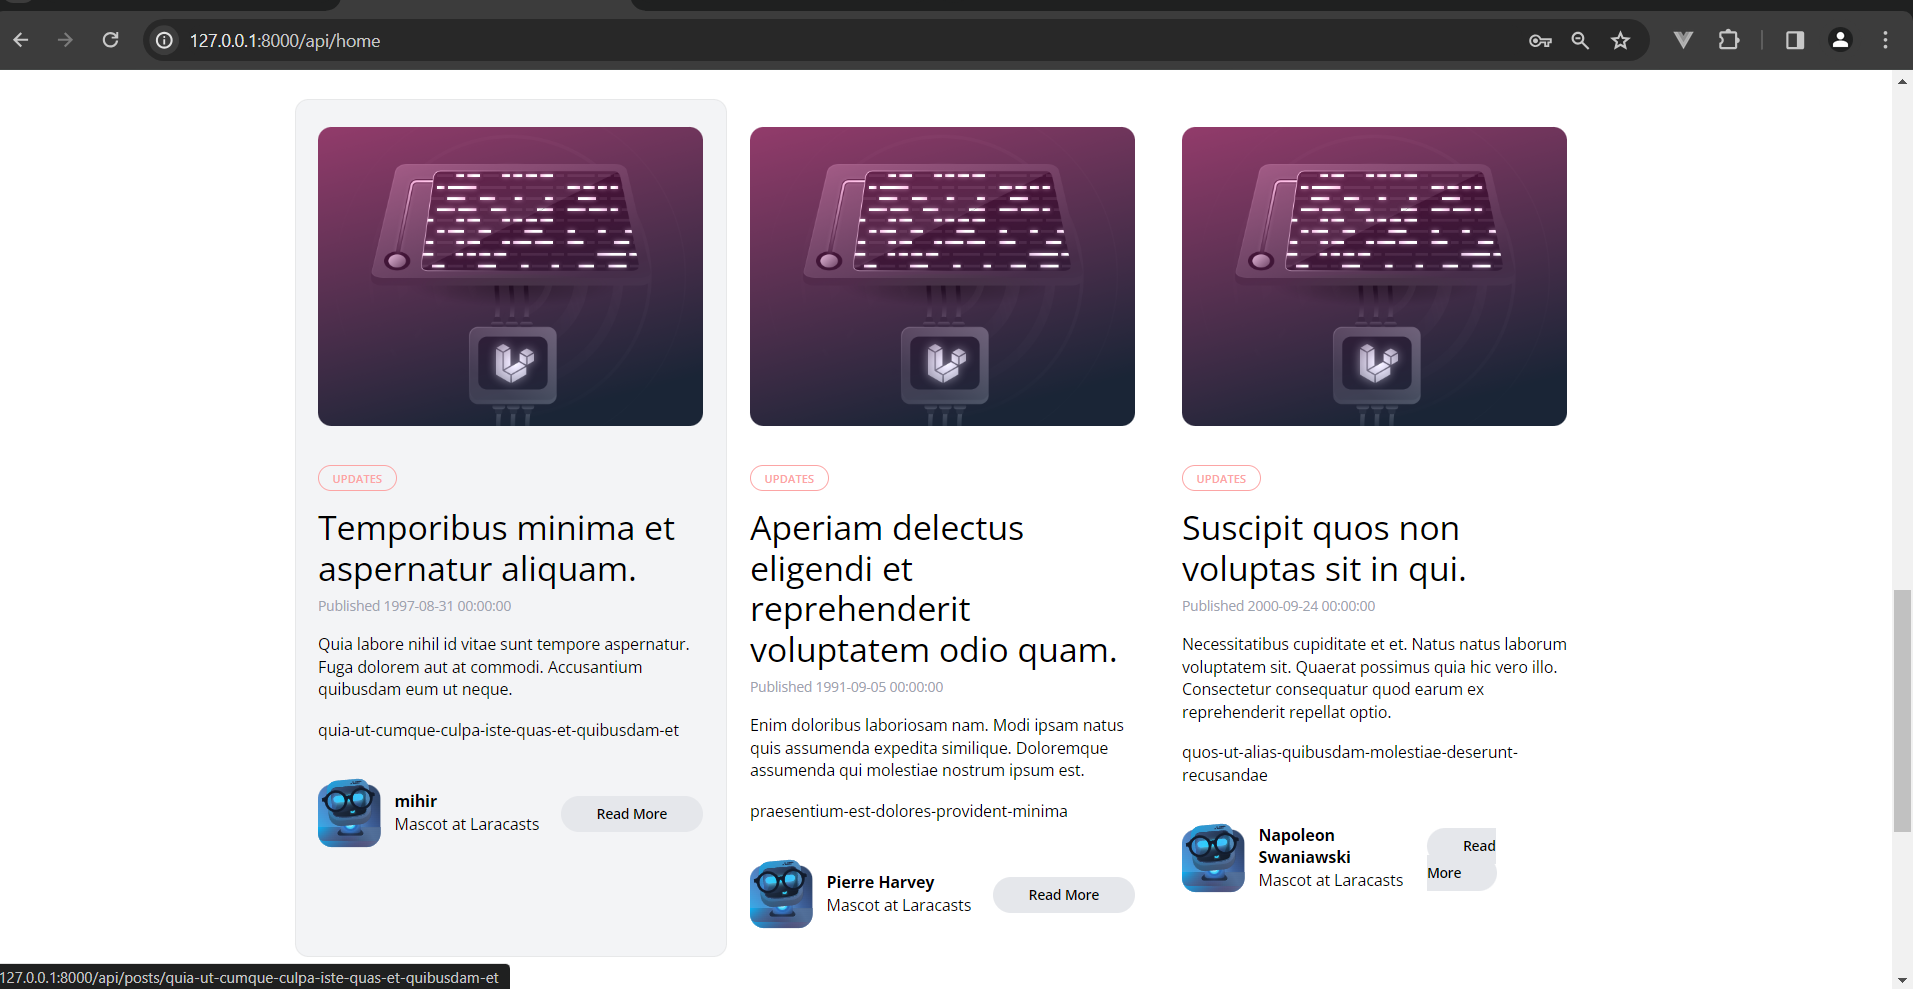 127.0.0.1:8000/api/home
UPDATES
Temporibus minima et
aspernatur aliquam.
Published 1997-08-31 00:00:00
Quia labore nihil id vitae sunt tempore aspernatur.
Fuga dolorem aut at commodi. Accusantium
quibusdam eum ut neque.
quia-ut-cumque-culpa-iste-quas-et-quibusdam-et
mihir
Mascot at Laracasts
Read More
UPDATES
Aperiam delectus
eligendi et
reprehenderit
voluptatem odio quam.
Published 1991-09-05 00:00:00
Enim doloribus laboriosam nam. Modi ipsam natus
quis assumenda expedita similique. Doloremque
assumenda qui molestiae nostrum ipsum est.
praesentium-est-dolores-provident-minima
Pierre Harvey
Mascot at Laracasts
Read More
UPDATES
Suscipit quos non
voluptas sit in qui.
Published 2000-09-24 00:00:00
Necessitatibus cupiditate et et. Natus natus laborum
voluptatem sit. Quaerat possimus quia hic vero illo.
Consectetur consequatur quod earum ex
reprehenderit repellat optio.
quos-ut-alias-quibusdam-molestiae-deserunt-
recusandae
Napoleon
Swaniawski
Mascot at Laracasts
Read
More
127.0.0.1:8000/api/posts/quia-ut-cumque-culpa-iste-quas-et-quibusdam-et